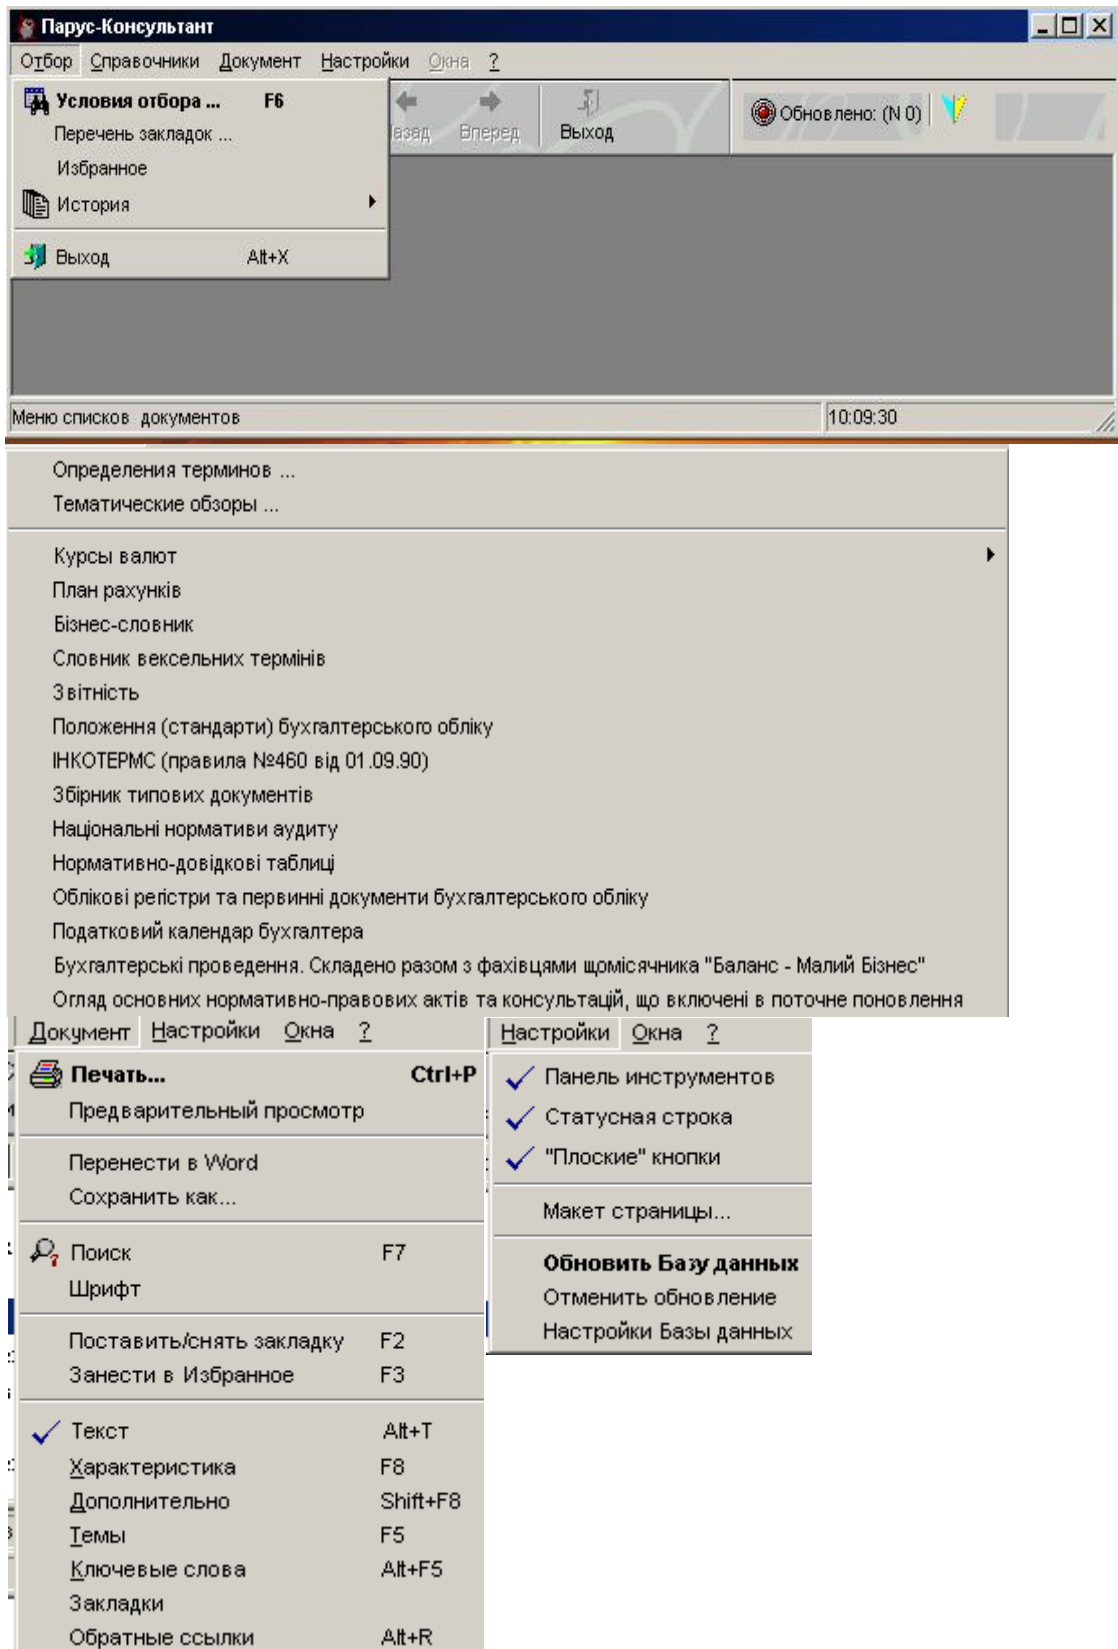 Парус-Консультант
Отбор Справочники Документ Настройки Окна ?
Условия отбора ... F6
Перечень закладок ...
Избранное
История
Выход Alt+X
Вперед Выход
Обновлено: (N 0)
Меню списков документов 10:09:30
Определения терминов ...
Тематические обзоры ...
Курсы валют
План рахунків
Бізнес-словник
Словник вексельних термінів
Звітність
Положення (стандарти) бухгалтерського обліку
ІНКОТЕРМС (правила №460 від 01.09.90)
Збірник типових документів
Національні нормативи аудиту
Нормативно-довідкові таблиці
Облікові регістри та первинні документи бухгалтерського обліку
Податковий календар бухгалтера
Бухгалтерські проведення. Складено разом з фахівцями щомісячника "Баланс - Малий Бізнес"
Огляд основних нормативно-правових актів та консультацій, що включені в поточне поновлення
Документ Настройки Окна ?
Печать... Ctrl+P
Предварительный просмотр
Перенести в Word
Сохранить как...
Поиск F7
Шрифт
Поставить/снять закладку F2
Занести в Избранное F3
Текст Alt+T
Характеристика F8
Дополнительно Shift+F8
Темы F5
Ключевые слова Alt+F5
Закладки
Обратные ссылки Alt+R
Настройки Окна ?
Панель инструментов
Статусная строка
"Плоские" кнопки
Макет страницы...
Обновить Базу данных
Отменить обновление
Настройки Базы данных